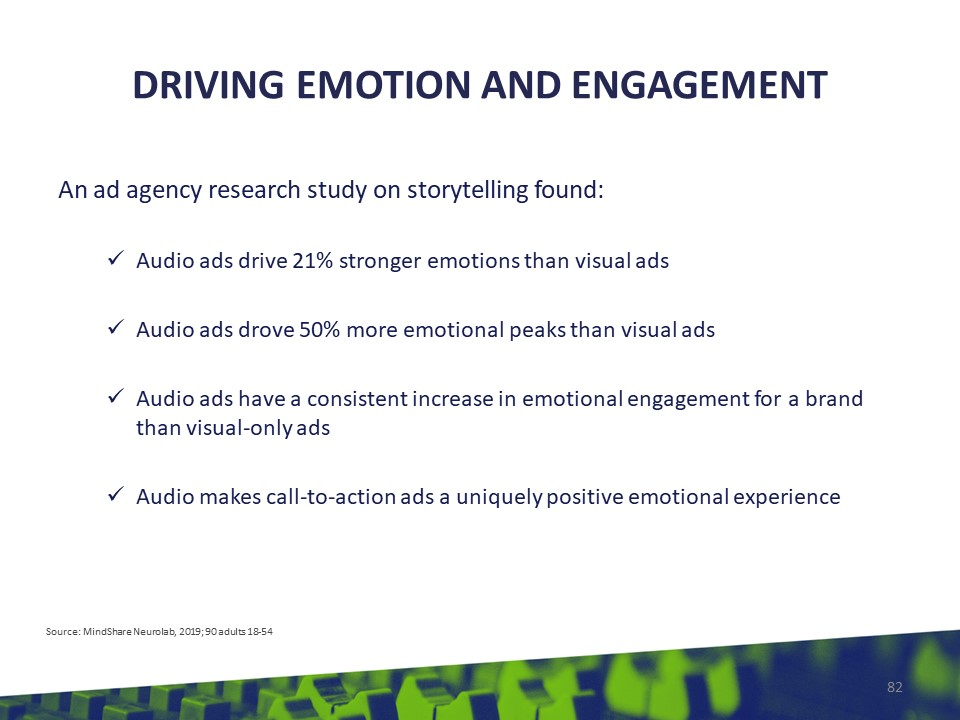 DRIVING EMOTION AND ENGAGEMENT
An ad agency research study on storytelling found:
✓ Audio ads drive 21% stronger emotions than visual ads
✓ Audio ads drove 50% more emotional peaks than visual ads
✓ Audio ads have a consistent increase in emotional engagement for a brand
than visual-only ads
✓ Audio makes call-to-action ads a uniquely positive emotional experience
Source: MindShare Neurolab, 2019; 90 adults 18-54
82